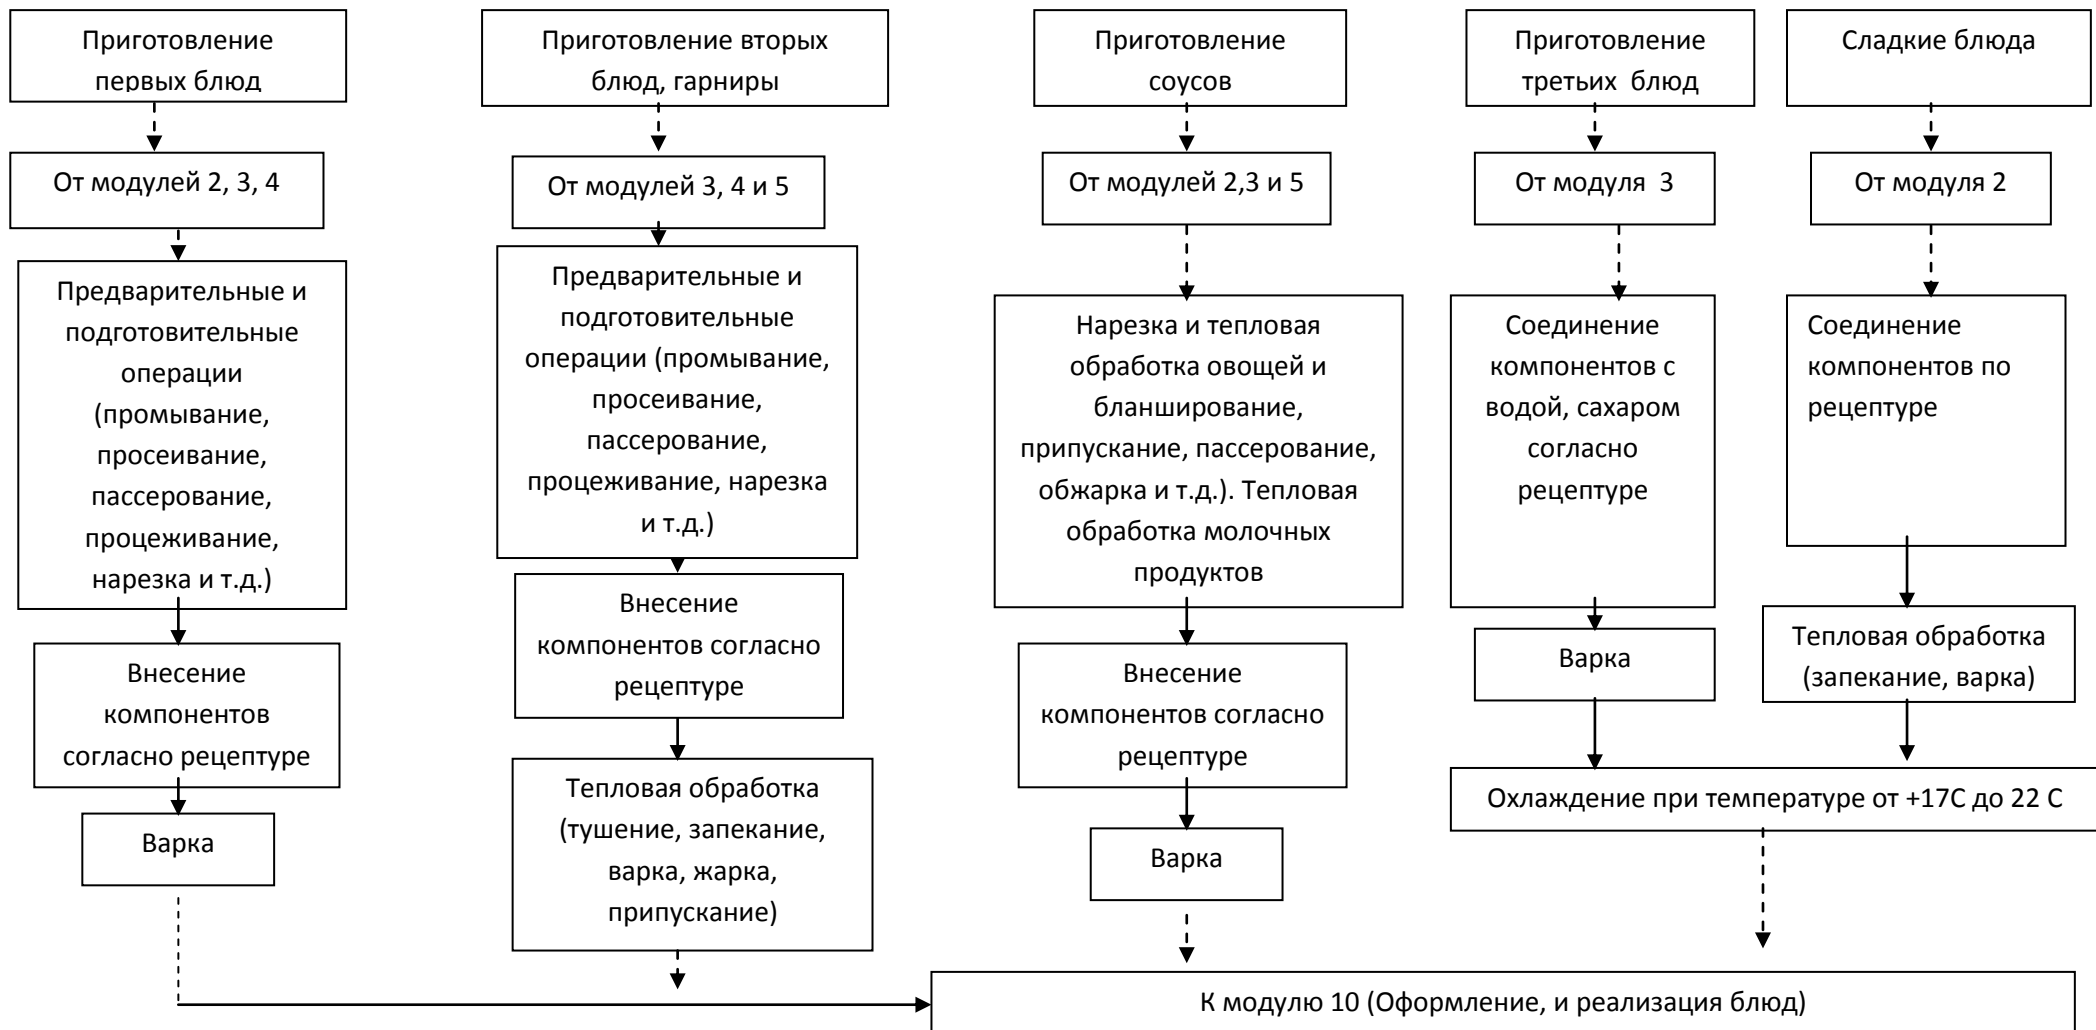 Приготовление
первых блюд
Приготовление вторых
блюд, гарниры
Приготовление
соусов
Приготовление
третьих блюд
Сладкие блюда
От модулей 2, 3, 4
От модулей 3, 4 и 5
От модулей 2,3 и 5
От модуля 3
От модуля 2
Предварительные и
подготовительные
операции
(промывание,
просеивание,
пассерование,
процеживание,
нарезка и т.д.)
Предварительные и
подготовительные
операции (промывание,
просеивание,
пассерование,
процеживание, нарезка
и т.д.)
Нарезка и тепловая
обработка овощей и
бланширование,
припускание, пассерование,
обжарка и т.д.). Тепловая
обработка молочных
продуктов
Соединение
компонентов с
водой, сахаром
согласно
рецептуре
Соединение
компонентов по
рецептуре
Внесение
компонентов
согласно рецептуре
Внесение
компонентов согласно
рецептуре
Внесение
компонентов согласно
рецептуре
Варка
Тепловая обработка
(запекание, варка)
Варка
Тепловая обработка
(тушение, запекание,
варка, жарка,
припускание)
Варка
Охлаждение при температуре от +17С до 22 С
К модулю 10 (Оформление, и реализация блюд)